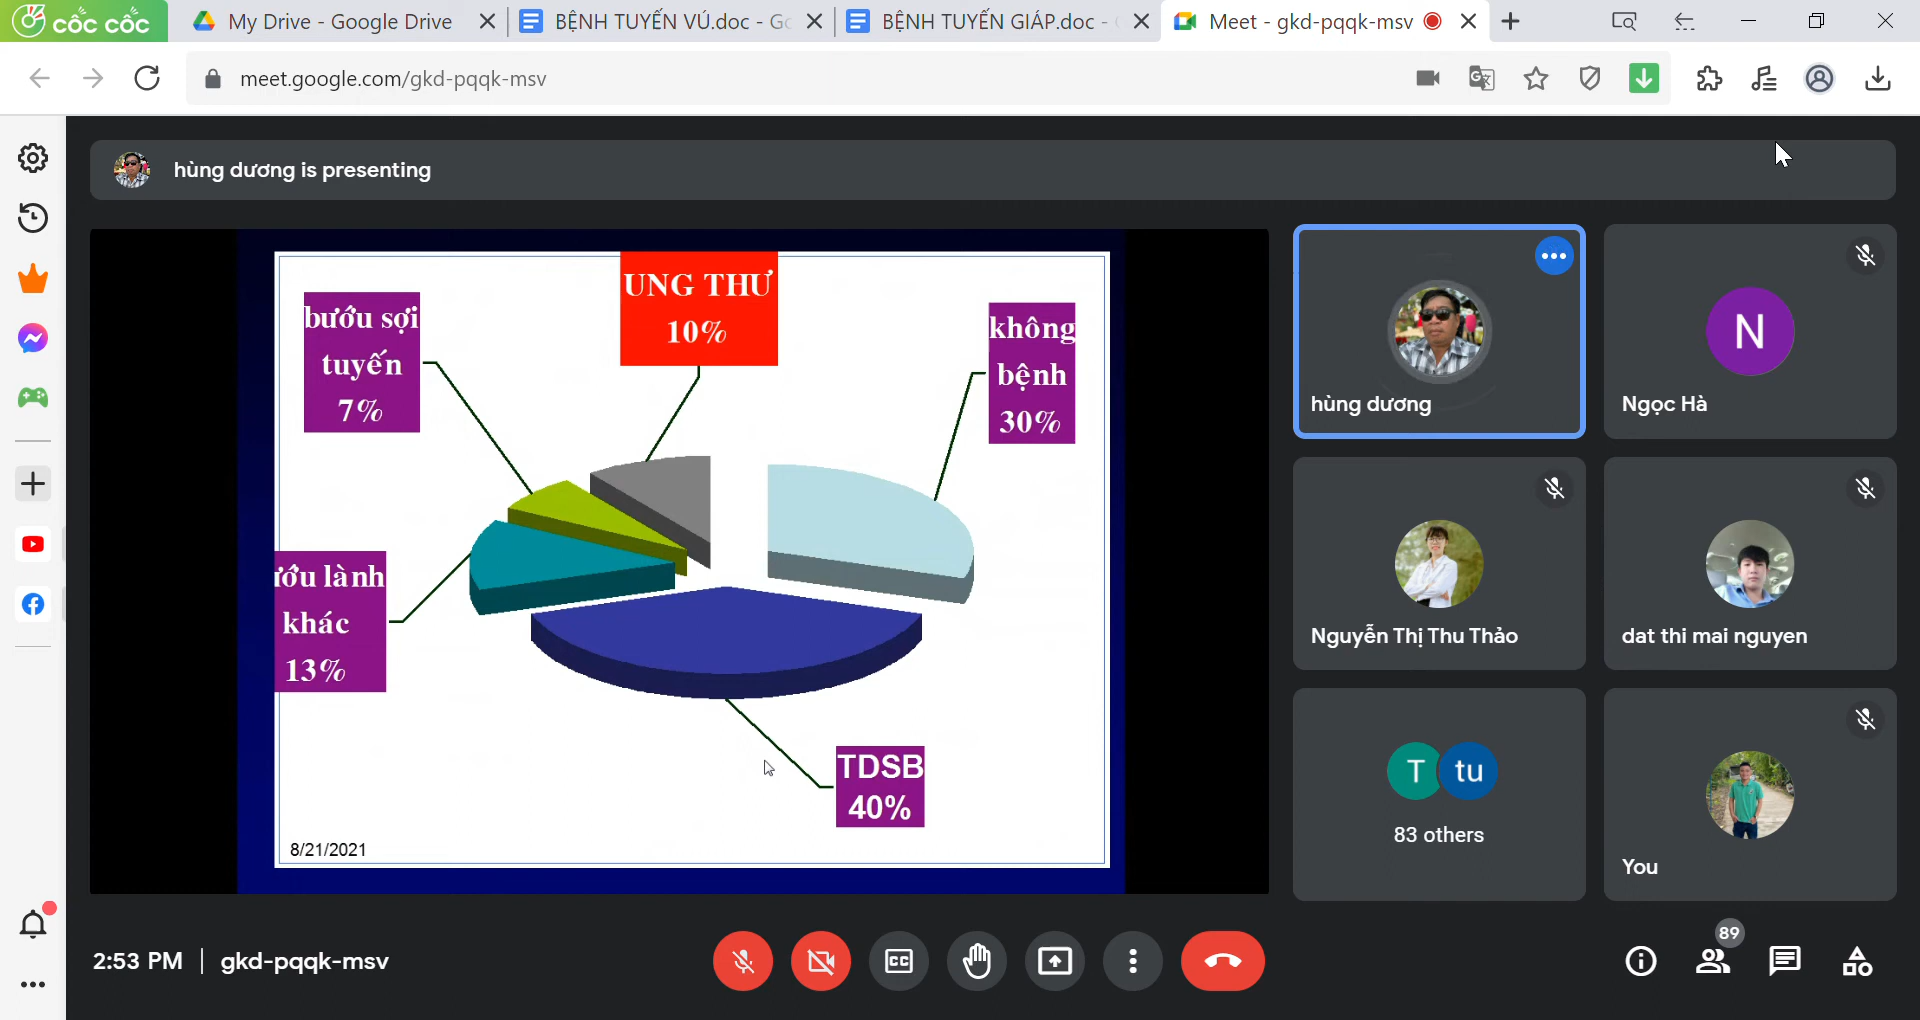 cốc cốc
My Drive - Google Drive
BỆNH TUYẾN VÚ.doc - Go
BỆNH TUYẾN GIÁP.doc -
Meet - gkd-pqqk-msv
meet.google.com/gkd-pqqk-msv
hùng dương is presenting
UNG THƯ
10%
bướu sợi
tuyến
7%
không
bệnh
30%
ướu lành
khác
13%
TDSB
40%
8/21/2021
hùng dương
N
Ngọc Hà
Nguyễn Thị Thu Thảo
dat thi mai nguyen
T
tu
83 others
You
2:53 PM
gkd-pqqk-msv
CC
89